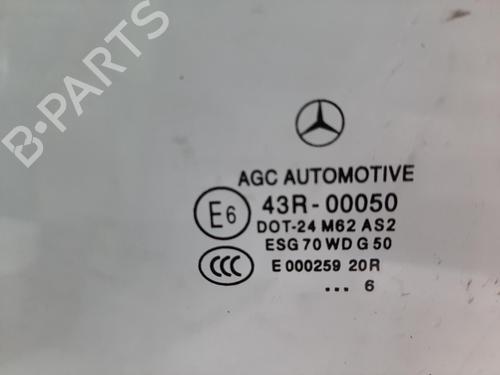 B-PARTS
AGC AUTOMOTIVE
E6 43R-00050
DOT-24 M62 AS2
ESG 70 WD G 50
CCC E 000259 20R
... 6